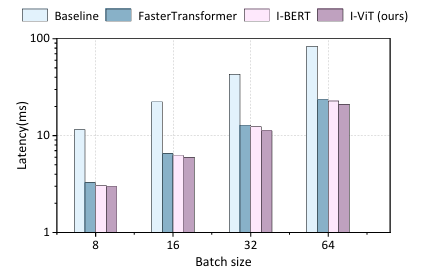 Baseline FasterTransformer I-BERT I-ViT (ours)
100
10
1
Latency(ms)
8 16 32 64
Batch size